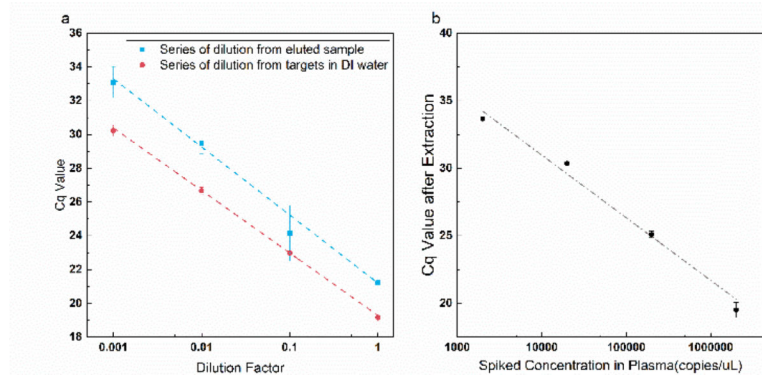 a
Series of dilution from eluted sample
Series of dilution from targets in DI water
36
34
32
30
28
26
24
22
20
18
Cq Value
0.001 0.01 0.1 1
Dilution Factor
b
35
30
25
20
Cq Value after Extraction
1000 10000 100000 1000000
Spiked Concentration in Plasma(copies/uL)